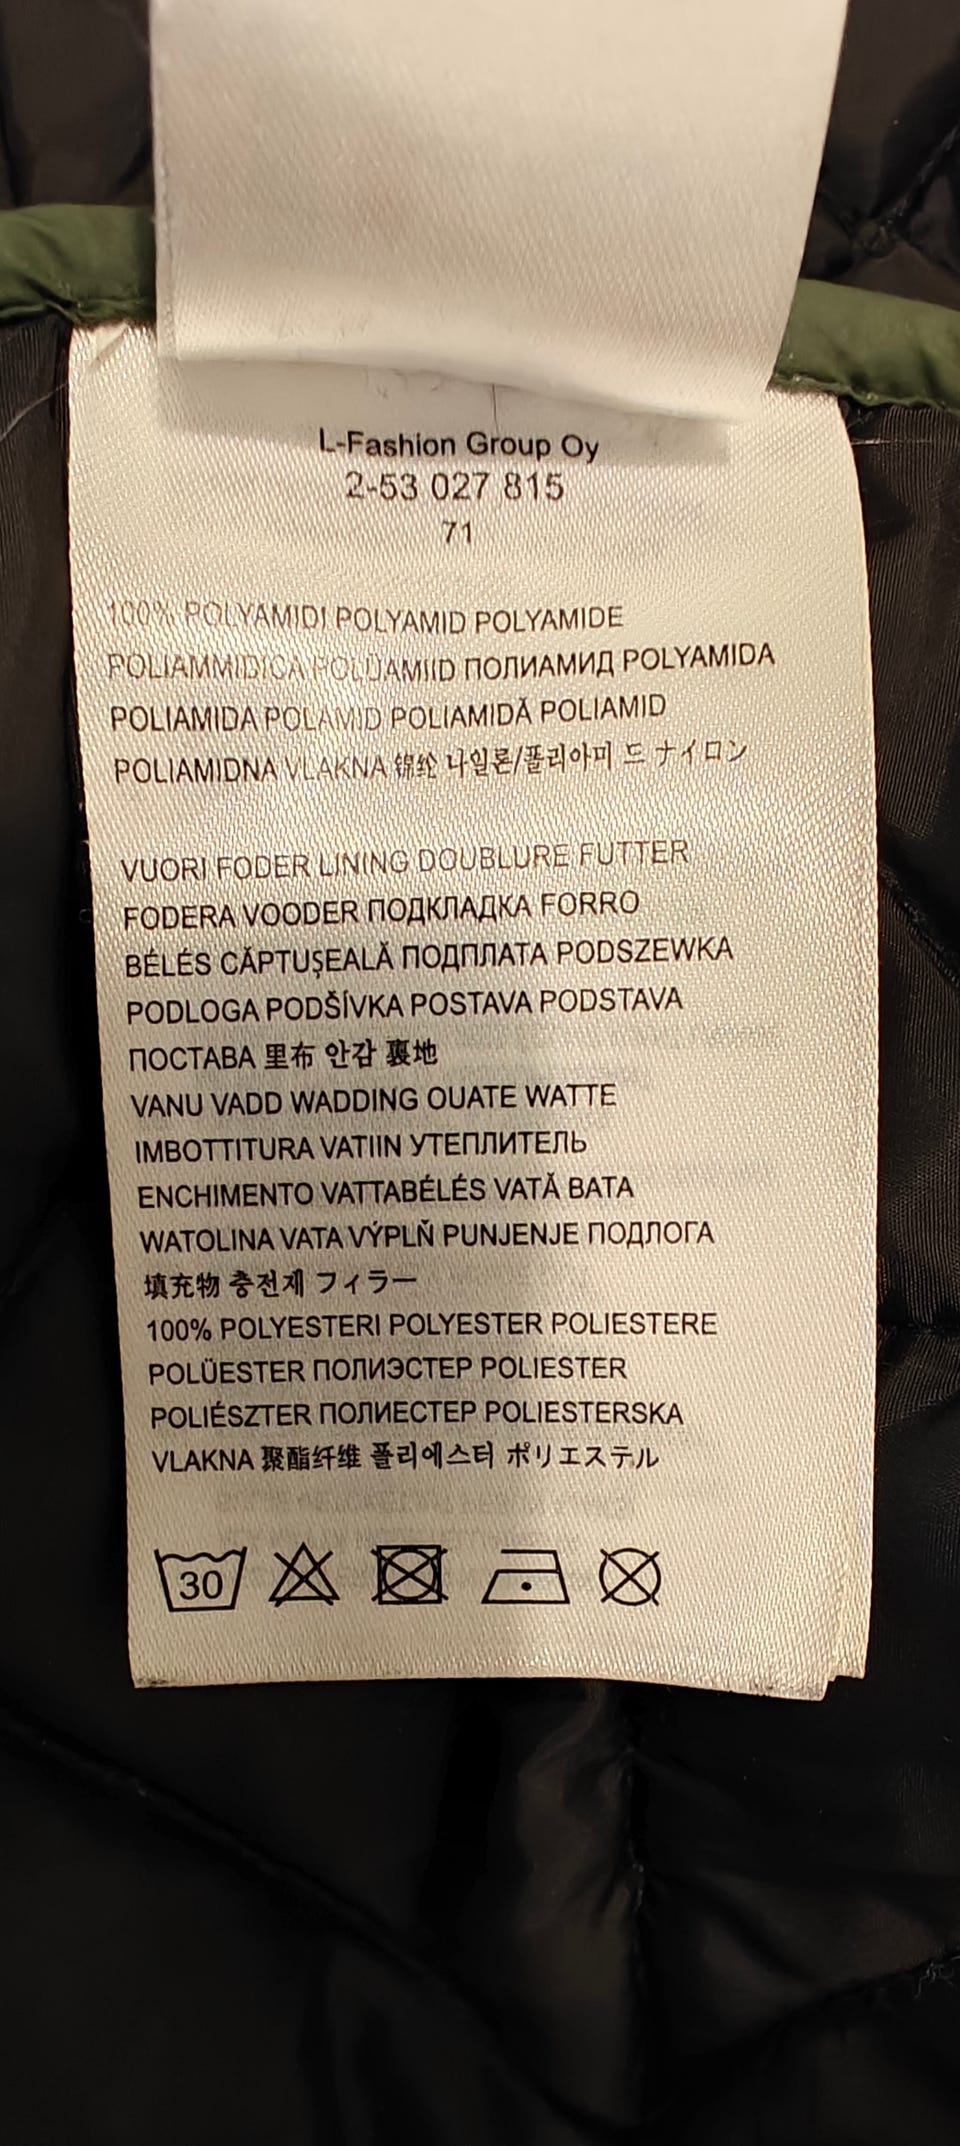 L-Fashion Group Oy
2-53 027 815
71
100% POLYAMIDI POLYAMID POLYAMIDE
POLIAMMIDICA POLÜAMIID ПОЛИАМИД POLYAMIDA
POLIAMIDA POLAMID POLIAMIDĂ POLIAMID
POLIAMIDNA VLAKNA 锦纶 나일론/폴리아미 드 ナイロン
VUORI FODER LINING DOUBLURE FUTTER
FODERA VOODER ПОДКЛАДКА FORRO
BÉLÉS CĂPTUŞEALĂ ПОДПЛАТА PODSZEWKA
PODLOGA PODŠÍVKA POSTAVA PODSTAVA
ПОСТАВА 里布 안감 裏地
VANU VADD WADDING OUATE WATTE
IMBOTTITURA VATIIN УТЕПЛИТЕЛЬ
ENCHIMENTO VATTABÉLÉS VATĂ BATA
WATOLINA VATA VÝPLŇ PUNJENJE ПОДЛОГА
填充物 충전재 フィラー
100% POLYESTERI POLYESTER POLIESTERE
POLÜESTER ПОЛИЭСТЕР POLIESTER
POLIÉSZTER ПОЛИЕСТЕР POLIESTERSKA
VLAKNA 聚酯纤维 폴리에스터 ポリエステル
30